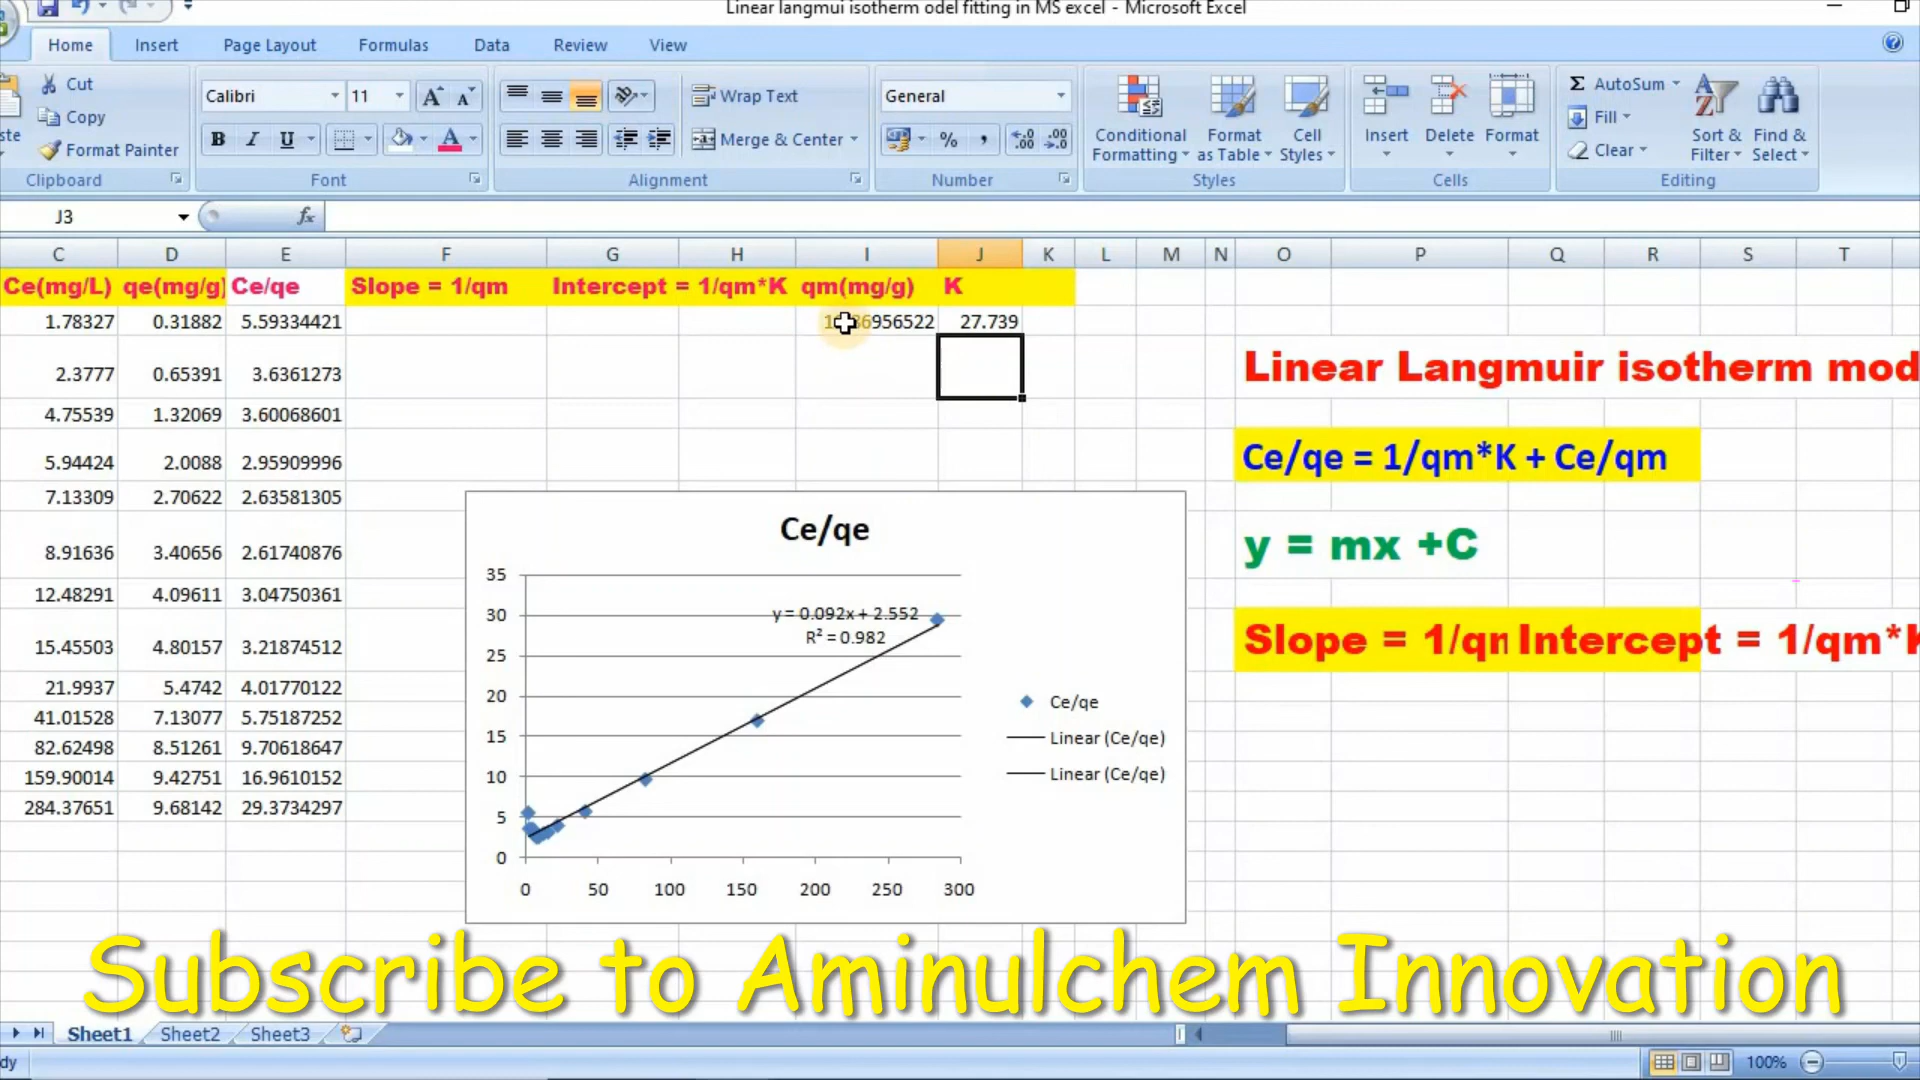 Linear langmui isotherm odel fitting in MS excel - Microsoft Excel
Home Insert Page Layout Formulas Data Review View
Cut
Copy
Format Painter
Clipboard
Calibri 11
B I U A
Font
Wrap Text
Merge & Center
Alignment
General
% ,
Number
Conditional Formatting
Format as Table
Cell Styles
Styles
Insert Delete Format
Cells
Σ AutoSum
Fill
Clear
Sort & Filter
Find & Select
Editing
J3 fx
C D E F G H I J K L M N O P Q R S T
Ce(mg/L) qe(mg/g) Ce/qe Slope = 1/qm Intercept = 1/qm*K qm(mg/g) K
1.78327 0.31882 5.59334421 27.739
2.3777 0.65391 3.6361273
4.75539 1.32069 3.60068601
5.94424 2.0088 2.95909996
7.13309 2.70622 2.63581305
8.91636 3.40656 2.61740876
12.48291 4.09611 3.04750361
15.45503 4.80157 3.21874512
21.9937 5.4742 4.01770122
41.01528 7.13077 5.75187252
82.62498 8.51261 9.70618647
159.90014 9.42751 16.9610152
284.37651 9.68142 29.3734297
Linear Langmuir isotherm mod
Ce/qe = 1/qm*K + Ce/qm
y = mx +C
Slope = 1/qm Intercept = 1/qm*K
Ce/qe
35
30
25
20
15
10
5
0
y = 0.092x + 2.552
R² = 0.982
0 50 100 150 200 250 300
Ce/qe
Linear (Ce/qe)
Linear (Ce/qe)
Subscribe to Aminulchem Innovation
Sheet1 Sheet2 Sheet3
100%